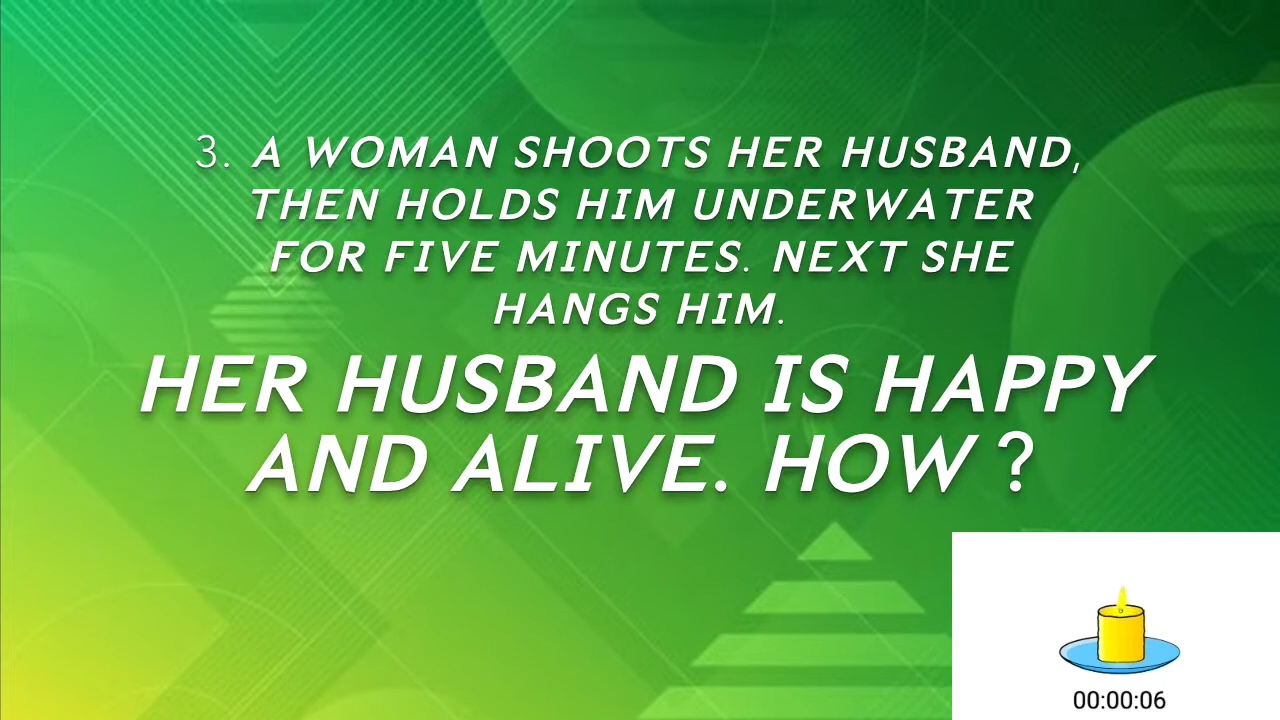 3. A WOMAN SHOOTS HER HUSBAND,
THEN HOLDS HIM UNDERWATER
FOR FIVE MINUTES. NEXT SHE
HANGS HIM.
HER HUSBAND IS HAPPY
AND ALIVE. HOW ?
00:00:06